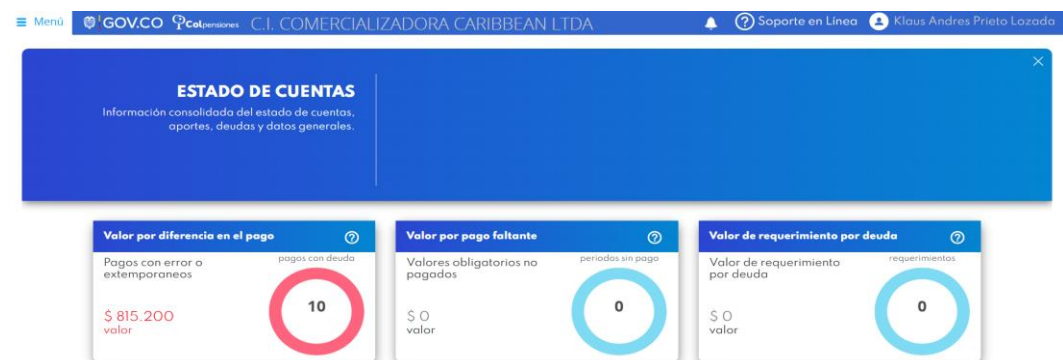 Menú GOV.CO Colpensiones C.I. COMERCIALIZADORA CARIBBEAN LTDA Soporte en Línea Klaus Andres Prieto Lozada
ESTADO DE CUENTAS
Información consolidada del estado de cuentas,
aportes, deudas y datos generales.
Valor por diferencia en el pago
Pagos con error o
extemporaneos
pagos con deuda
10
$ 815.200
valor
Valor por pago faltante
Valores obligatorios no
pagados
periodos sin pago
0
$ 0
valor
Valor de requerimiento por deuda
Valor de requerimiento
por deuda
requerimientos
0
$ 0
valor